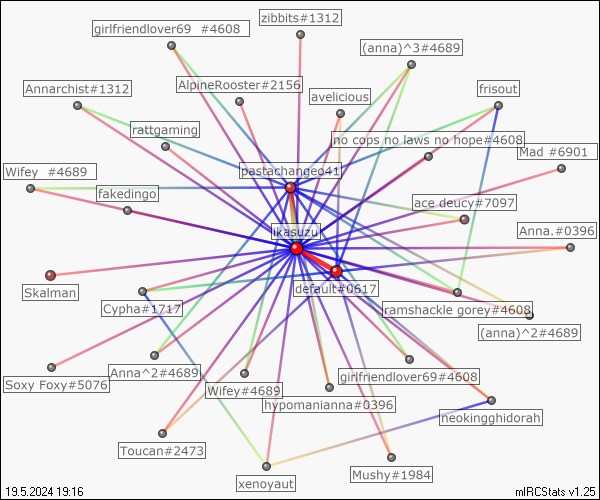 zibbits#1312
girlfriendlover69 #4608
(anna)^3#4689
Annarchist#1312
AlpineRooster#2156
avelicious
frisout
rattgaming
no cops no laws no hope#4608
Mad #6901
Wifey #4689
pastachangeo41
fakedingo
ace deucy#7097
ikasuzu
Anna.#0396
Skalman
default#0617
Cypha#1717
ramshackle gorey#4608
(anna)^2#4689
Anna^2#4689
girlfriendlover69#4608
Soxy Foxy#5076
Wifey#4689
hypomanianna#0396
neokingghidorah
Toucan#2473
xenoyaut
Mushy#1984
19.5.2024 19:16
mIRCStats v1.25